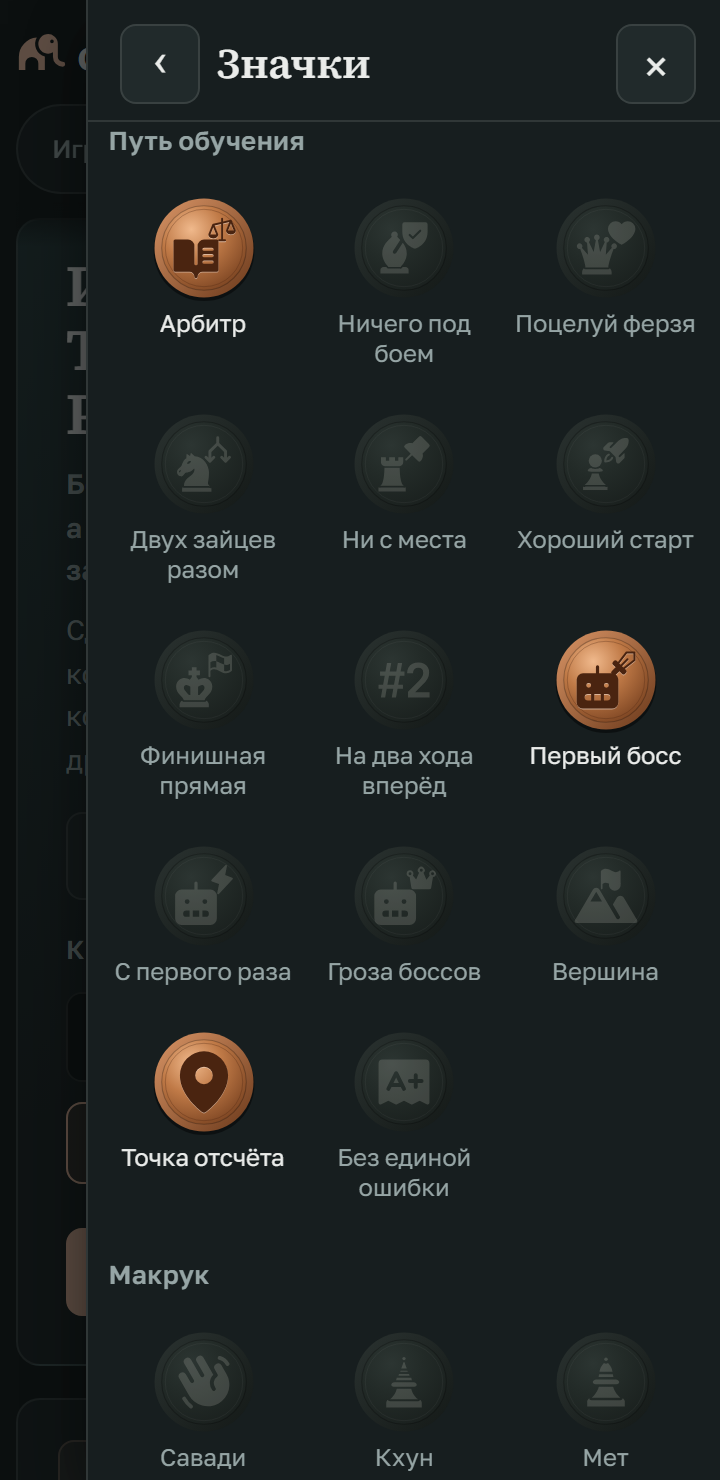 Значки
Путь обучения
Арбитр
Ничего под
боем
Поцелуй ферзя
Двух зайцев
разом
Ни с места
Хороший старт
#2
Финишная
прямая
На два хода
вперёд
Первый босс
С первого раза
Гроза боссов
Вершина
A+
Точка отсчёта
Без единой
ошибки
Макрук
Савади
Кхун
Мет